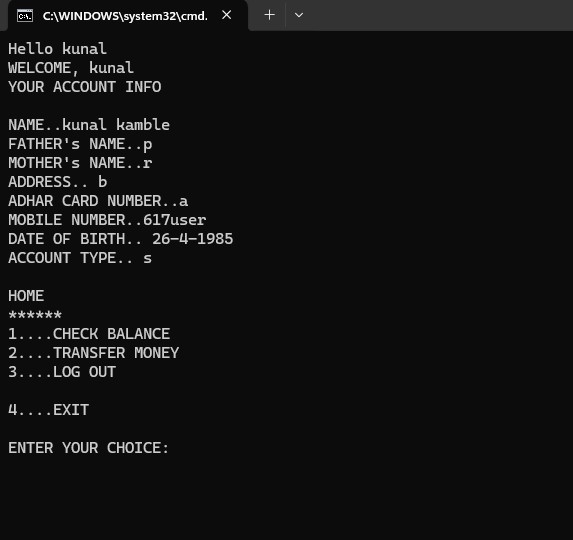 C:\WINDOWS\system32\cmd.
Hello kunal
WELCOME, kunal
YOUR ACCOUNT INFO
NAME..kunal kamble
FATHER's NAME..p
MOTHER's NAME..r
ADDRESS.. b
ADHAR CARD NUMBER..a
MOBILE NUMBER..617user
DATE OF BIRTH.. 26-4-1985
ACCOUNT TYPE.. s
HOME
******
1....CHECK BALANCE
2....TRANSFER MONEY
3....LOG OUT
4....EXIT
ENTER YOUR CHOICE: